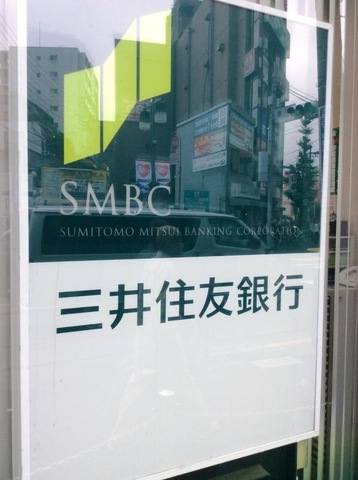 SMBC
SUMITOMO MITSUI BANKING CORPORATION
三井住友銀行